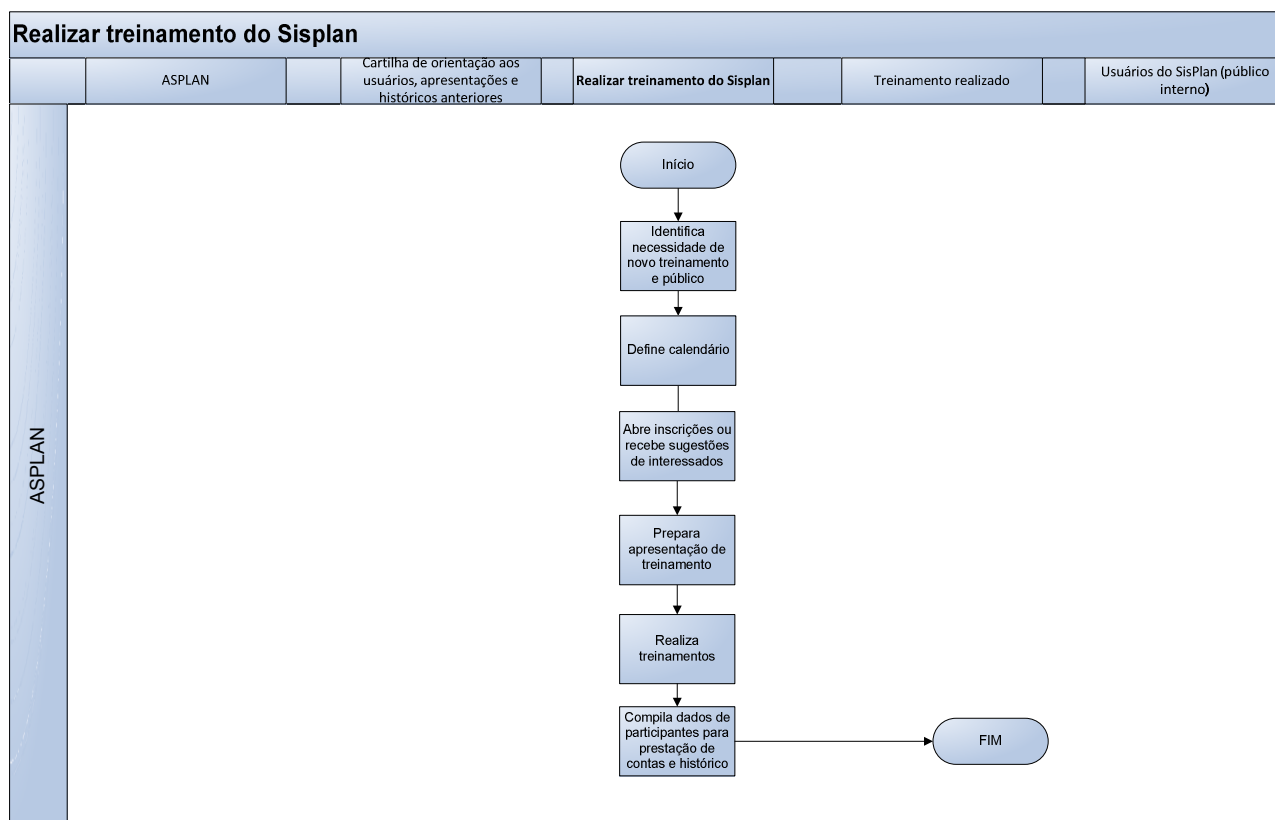 Realizar treinamento do Sisplan
ASPLAN
Cartilha de orientação aos
usuários, apresentações e
históricos anteriores
Realizar treinamento do Sisplan
Treinamento realizado
Usuários do SisPlan (público
interno)
ASPLAN
Início
Identifica
necessidade de
novo treinamento
e público
Define calendário
Abre inscrições ou
recebe sugestões
de interessados
Prepara
apresentação de
treinamento
Realiza
treinamentos
Compila dados de
participantes para
prestação de
contas e histórico
FIM